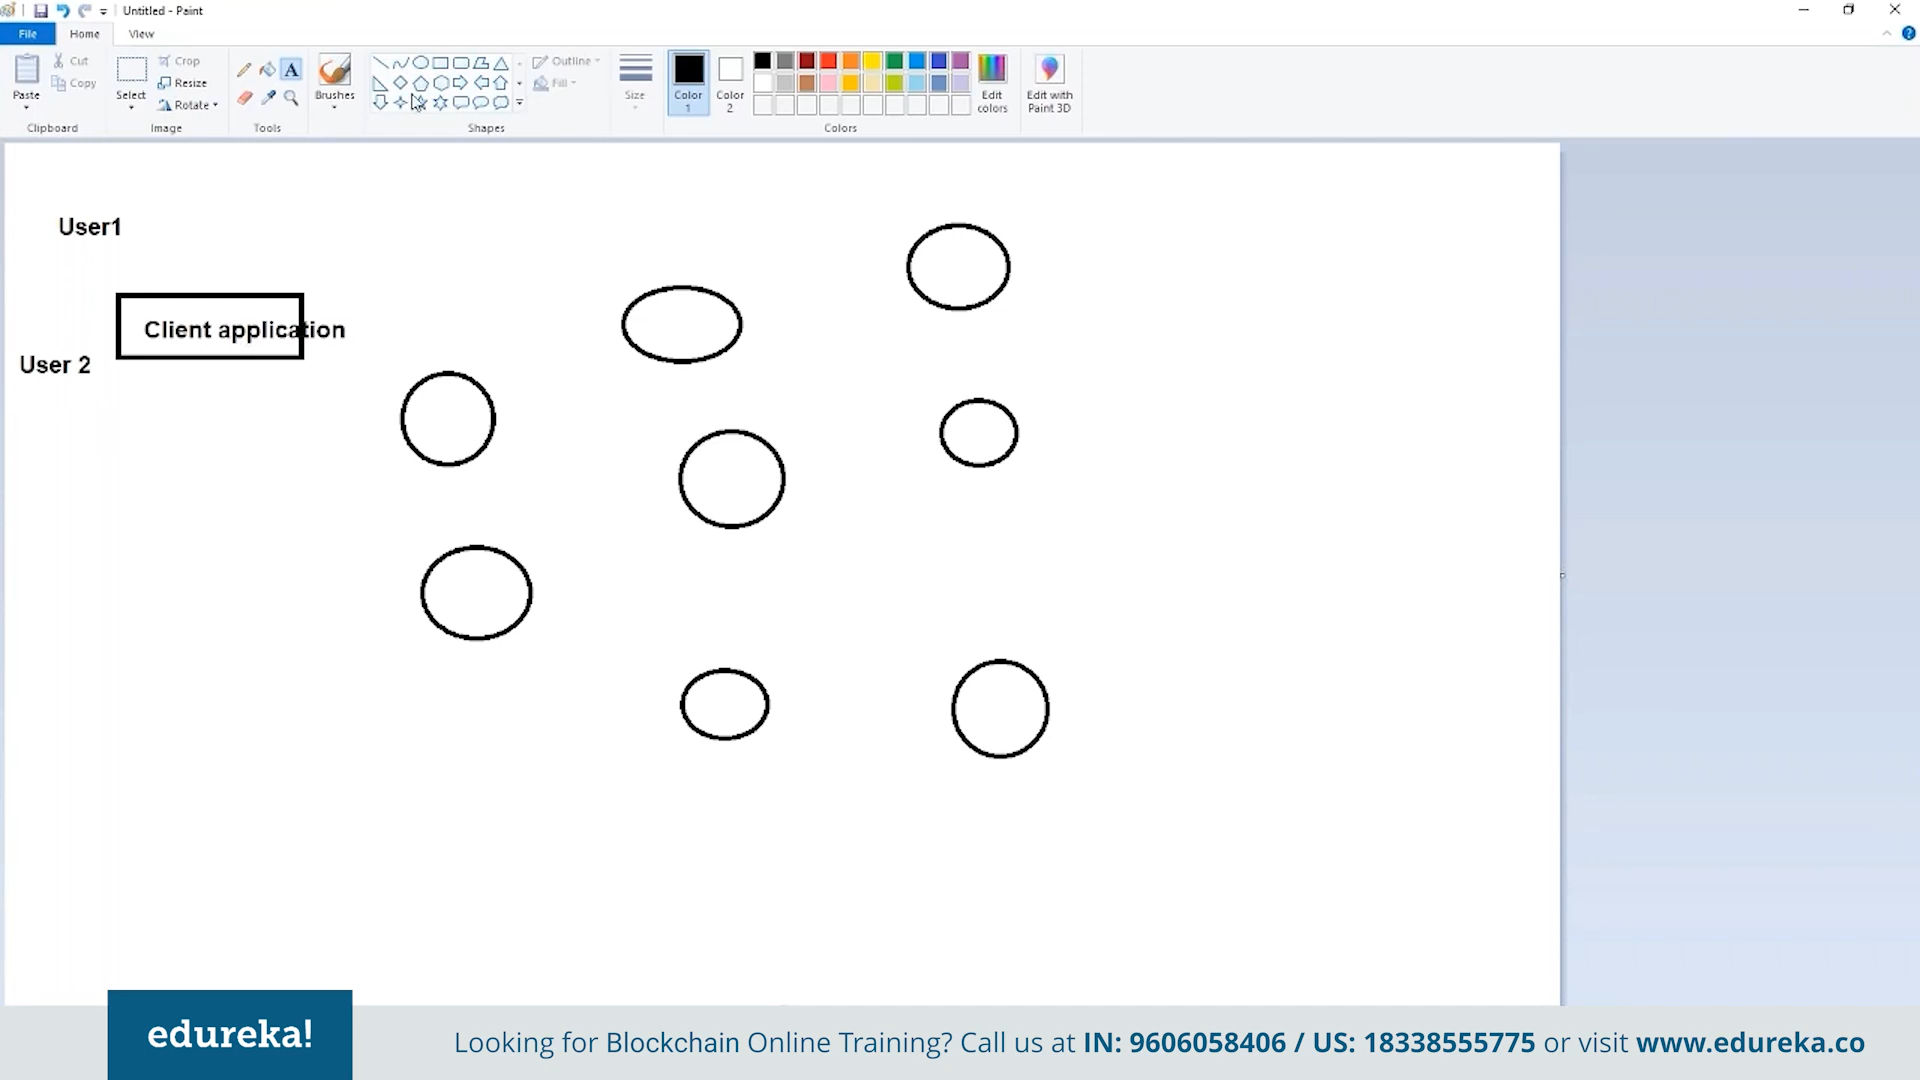 Untitled - Paint
File Home View
Paste
Cut
Copy
Clipboard
Select
Crop
Resize
Rotate
Image
A
Tools
Brushes
Shapes
Outline
Fill
Size
Color 1
Color 2
Edit colors
Colors
Edit with Paint 3D
User1
Client application
User 2
edureka!
Looking for Blockchain Online Training? Call us at IN: 9606058406 / US: 18338555775 or visit www.edureka.co